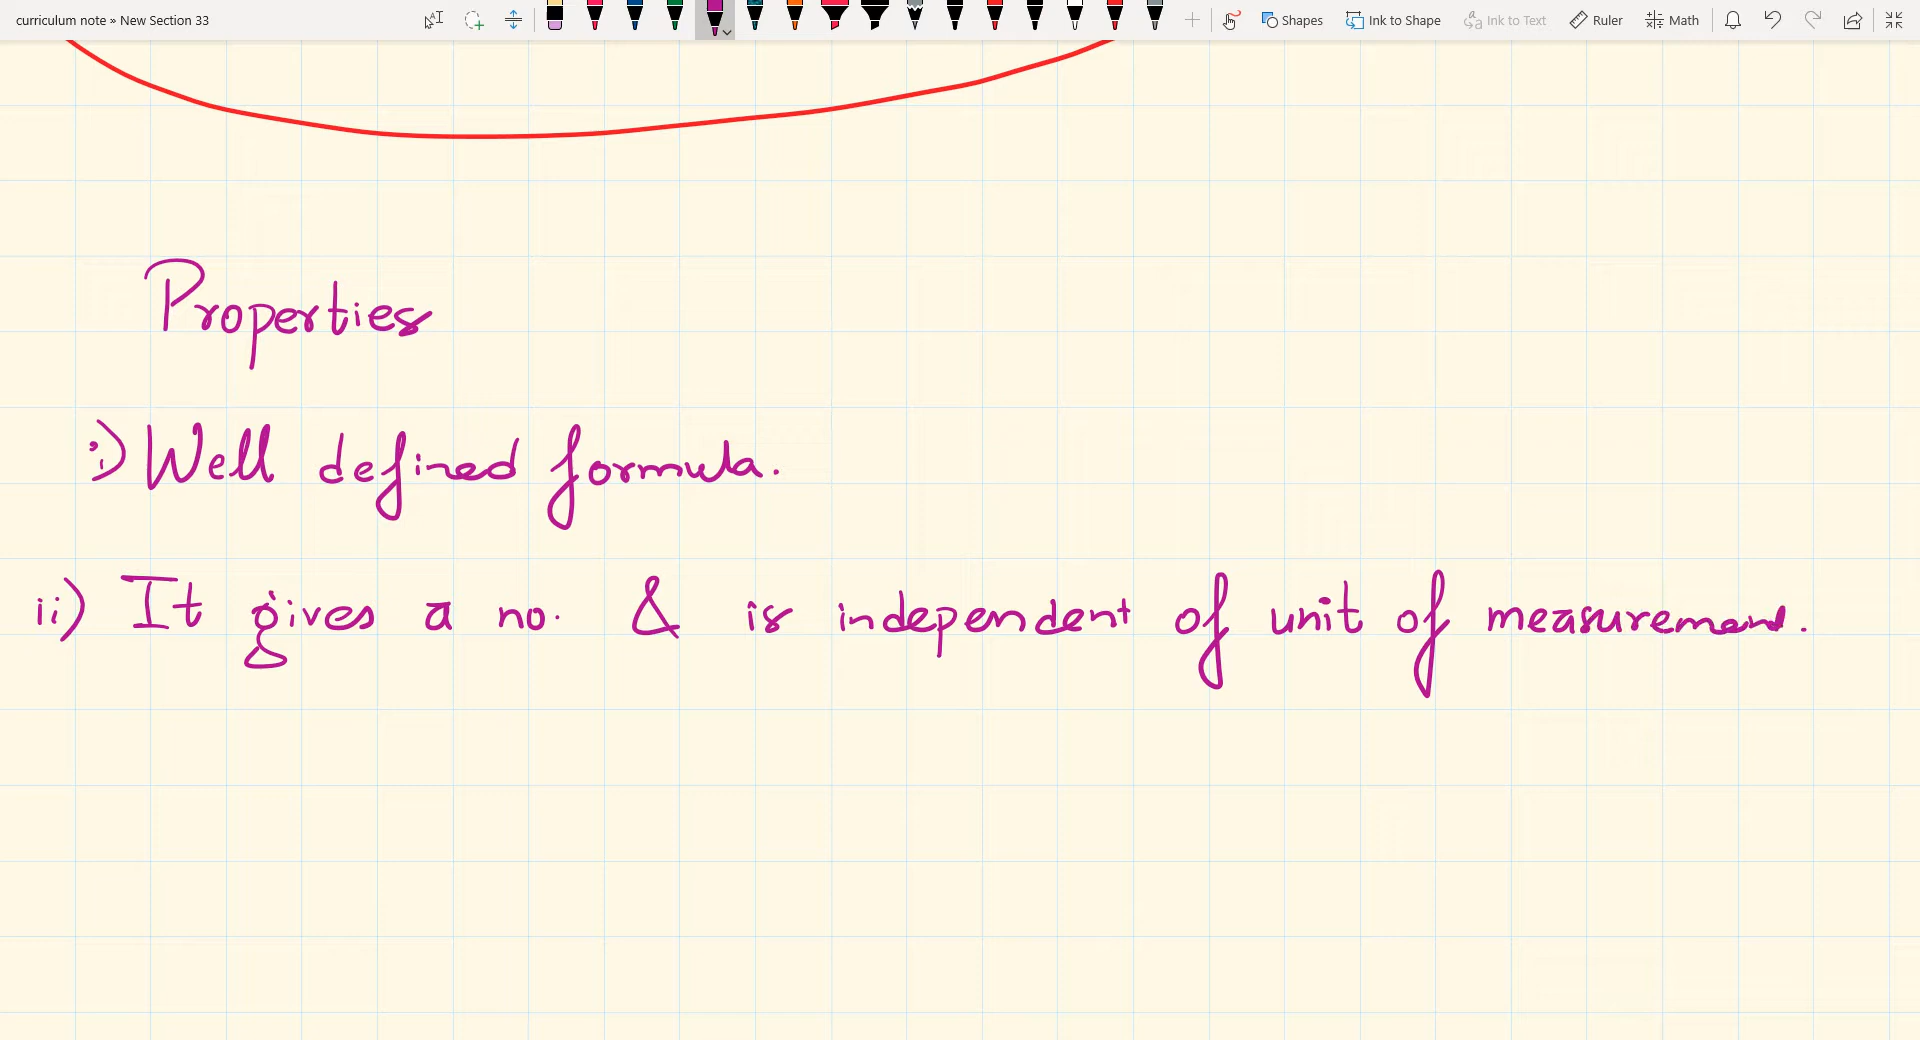 curriculum note » New Section 33
Shapes Ink to Shape Ink to Text Ruler Math
Properties
i) Well defined formula.
ii) It gives a no. & is independent of unit of measurement.